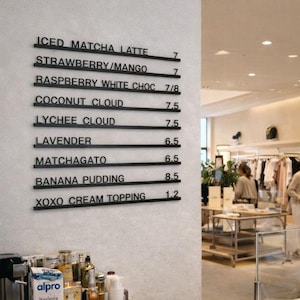 ICED MATCHA LATTE 7
STRAWBERRY/MANGO 7
RASPBERRY WHITE CHOC 7/8
COCONUT CLOUD 7.5
LYCHEE CLOUD 7.5
LAVENDER 6.5
MATCHAGATO 6.5
BANANA PUDDING 8.5
XOXO CREAM TOPPING 1.2
alpro